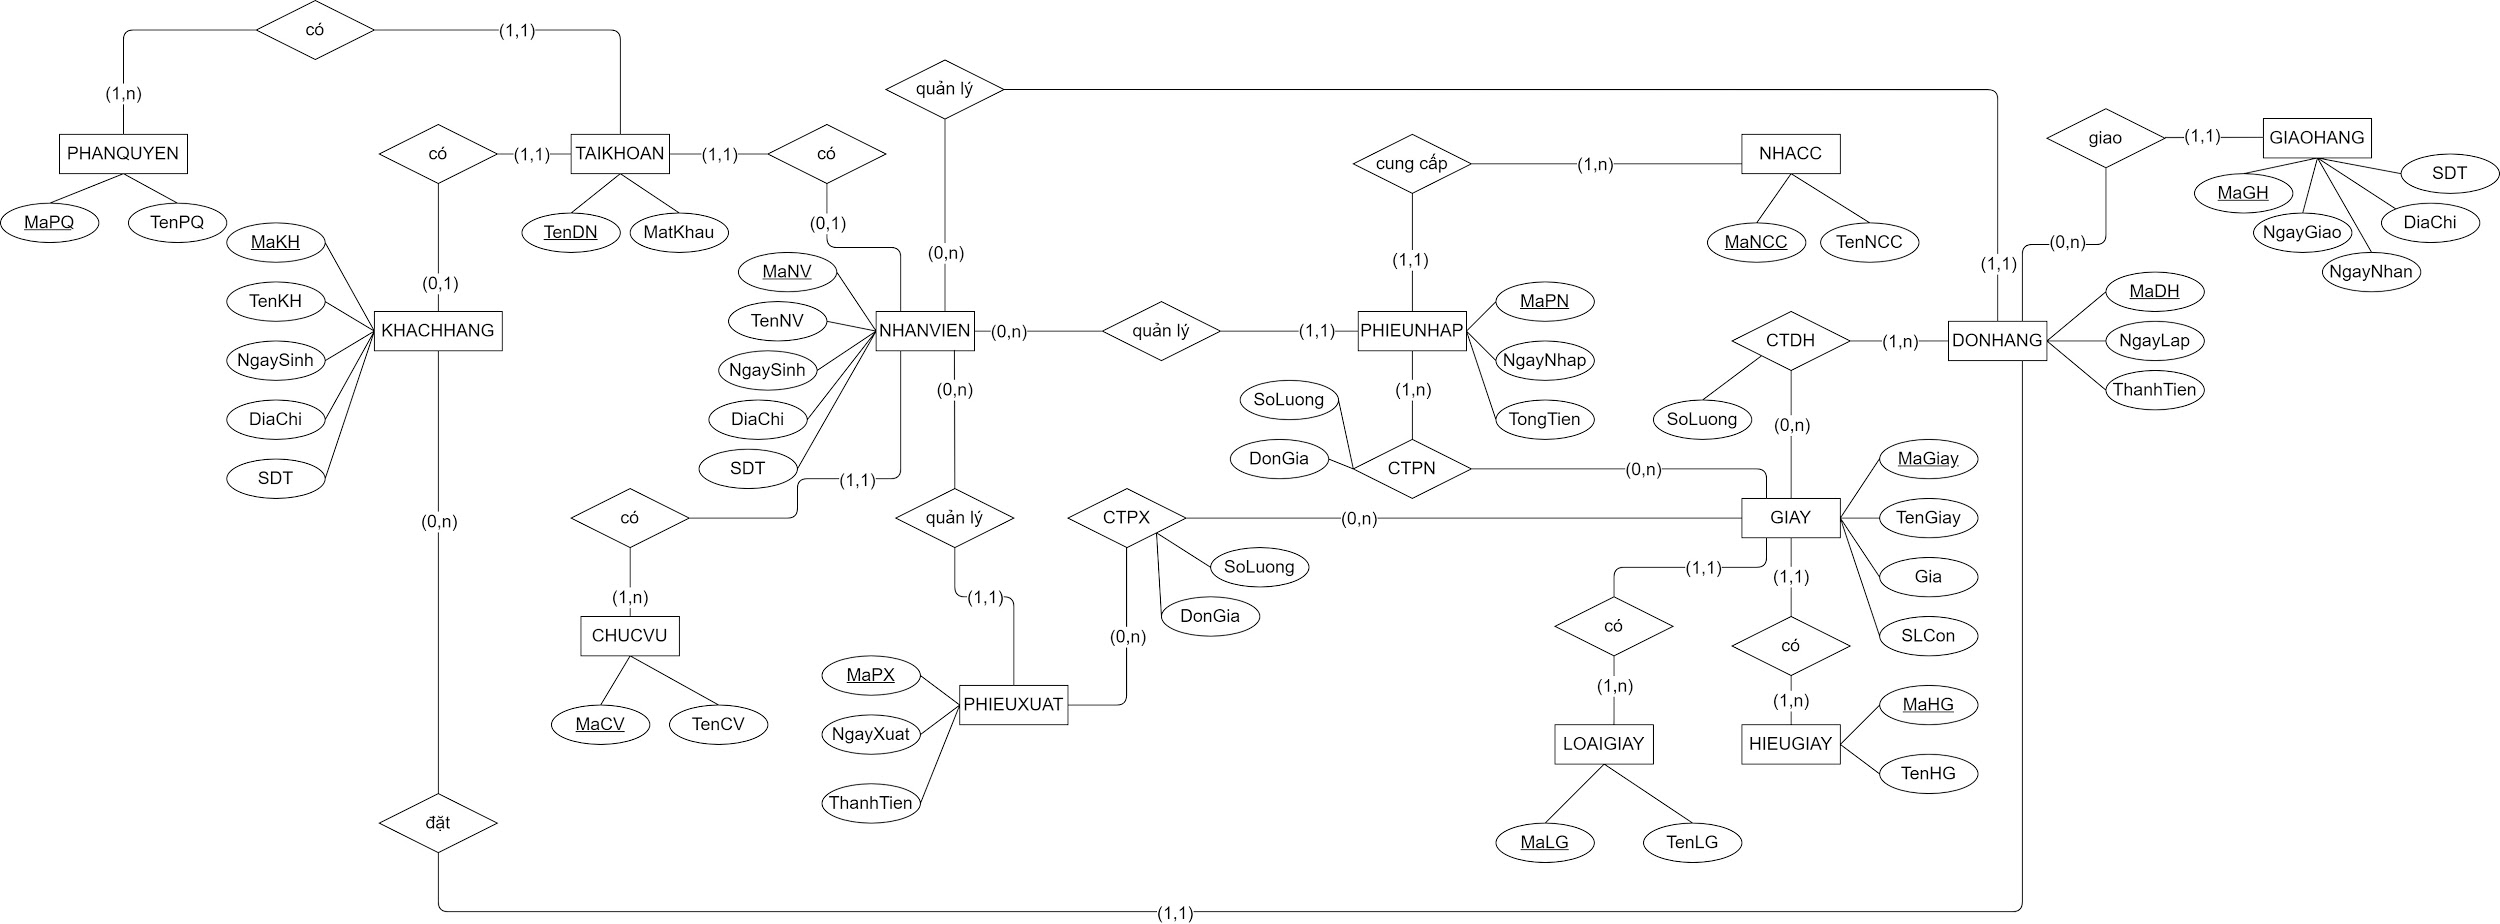 có
(1,1)
(1,n)
PHANQUYEN
MaPQ
TenPQ
có
(1,1)
TAIKHOAN
(1,1)
có
TenDN
MatKhau
(0,1)
(0,1)
MaKH
TenKH
NgaySinh
DiaChi
SDT
KHACHHANG
(0,n)
đặt
(1,1)
quản lý
(0,n)
(1,1)
MaNV
TenNV
NgaySinh
DiaChi
SDT
NHANVIEN
(0,n)
quản lý
(1,1)
PHIEUNHAP
MaPN
NgayNhap
TongTien
(1,1)
cung cấp
(1,n)
NHACC
MaNCC
TenNCC
giao
(1,1)
GIAOHANG
MaGH
NgayGiao
NgayNhan
DiaChi
SDT
(0,n)
DONHANG
MaDH
NgayLap
ThanhTien
(1,n)
CTDH
SoLuong
(0,n)
(1,n)
SoLuong
DonGia
CTPN
(0,n)
(1,1)
có
(1,n)
CHUCVU
MaCV
TenCV
(0,n)
quản lý
(1,1)
PHIEUXUAT
MaPX
NgayXuat
ThanhTien
(0,n)
CTPX
SoLuong
DonGia
(0,n)
GIAY
MaGiay
TenGiay
Gia
SLCon
(1,1)
có
(1,n)
LOAIGIAY
MaLG
TenLG
(1,1)
có
(1,n)
HIEUGIAY
MaHG
TenHG